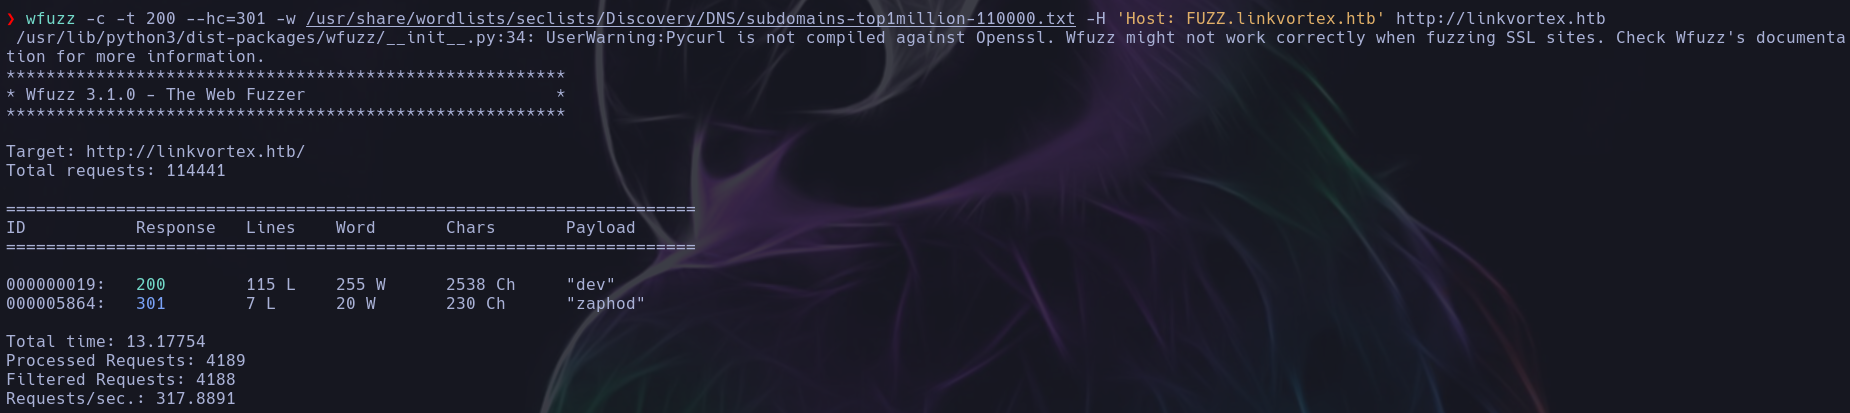 ❯ wfuzz -c -t 200 --hc=301 -w /usr/share/wordlists/seclists/Discovery/DNS/subdomains-top1million-110000.txt -H 'Host: FUZZ.linkvortex.htb' http://linkvortex.htb
/usr/lib/python3/dist-packages/wfuzz/__init__.py:34: UserWarning:Pycurl is not compiled against Openssl. Wfuzz might not work correctly when fuzzing SSL sites. Check Wfuzz's documenta
tion for more information.
********************************************************
* Wfuzz 3.1.0 - The Web Fuzzer                         *
********************************************************
Target: http://linkvortex.htb/
Total requests: 114441
=====================================================================
ID           Response   Lines    Word       Chars       Payload
=====================================================================
000000019:   200        115 L    255 W      2538 Ch     "dev"
000005864:   301        7 L      20 W       230 Ch      "zaphod"
Total time: 13.17754
Processed Requests: 4189
Filtered Requests: 4188
Requests/sec.: 317.8891